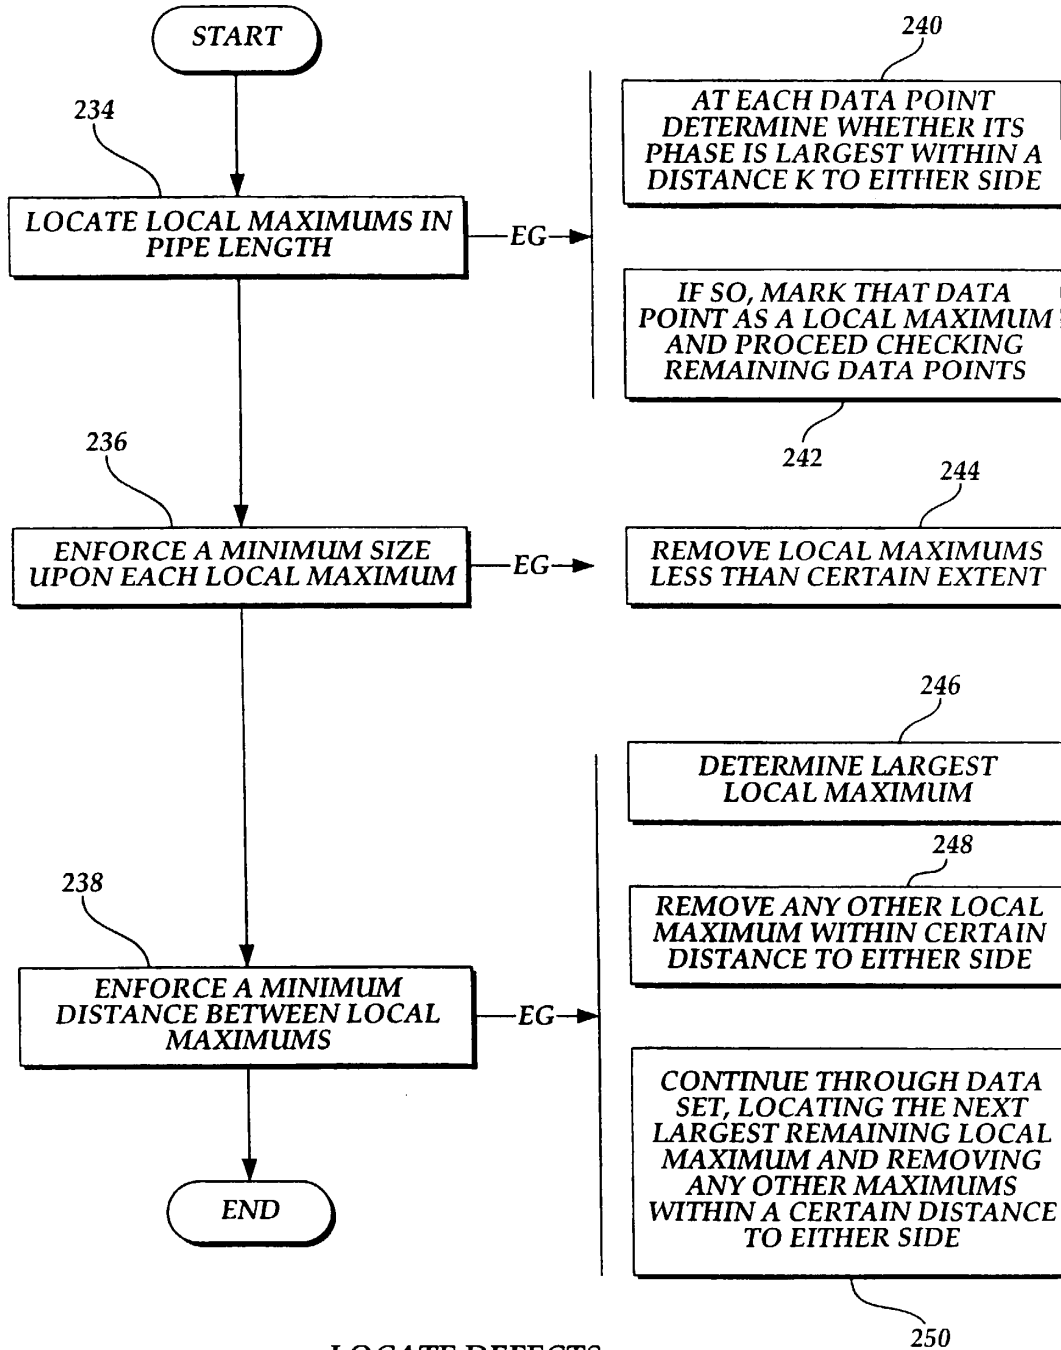 START
240
234
AT EACH DATA POINT
DETERMINE WHETHER ITS
PHASE IS LARGEST WITHIN A
DISTANCE K TO EITHER SIDE
LOCATE LOCAL MAXIMUMS IN
PIPE LENGTH
EG
IF SO, MARK THAT DATA
POINT AS A LOCAL MAXIMUM
AND PROCEED CHECKING
REMAINING DATA POINTS
242
236
244
ENFORCE A MINIMUM SIZE
UPON EACH LOCAL MAXIMUM
EG
REMOVE LOCAL MAXIMUMS
LESS THAN CERTAIN EXTENT
246
DETERMINE LARGEST
LOCAL MAXIMUM
248
238
REMOVE ANY OTHER LOCAL
MAXIMUM WITHIN CERTAIN
DISTANCE TO EITHER SIDE
ENFORCE A MINIMUM
DISTANCE BETWEEN LOCAL
MAXIMUMS
EG
CONTINUE THROUGH DATA
SET, LOCATING THE NEXT
LARGEST REMAINING LOCAL
MAXIMUM AND REMOVING
ANY OTHER MAXIMUMS
WITHIN A CERTAIN DISTANCE
TO EITHER SIDE
END
250
LOCATE DEFECTS